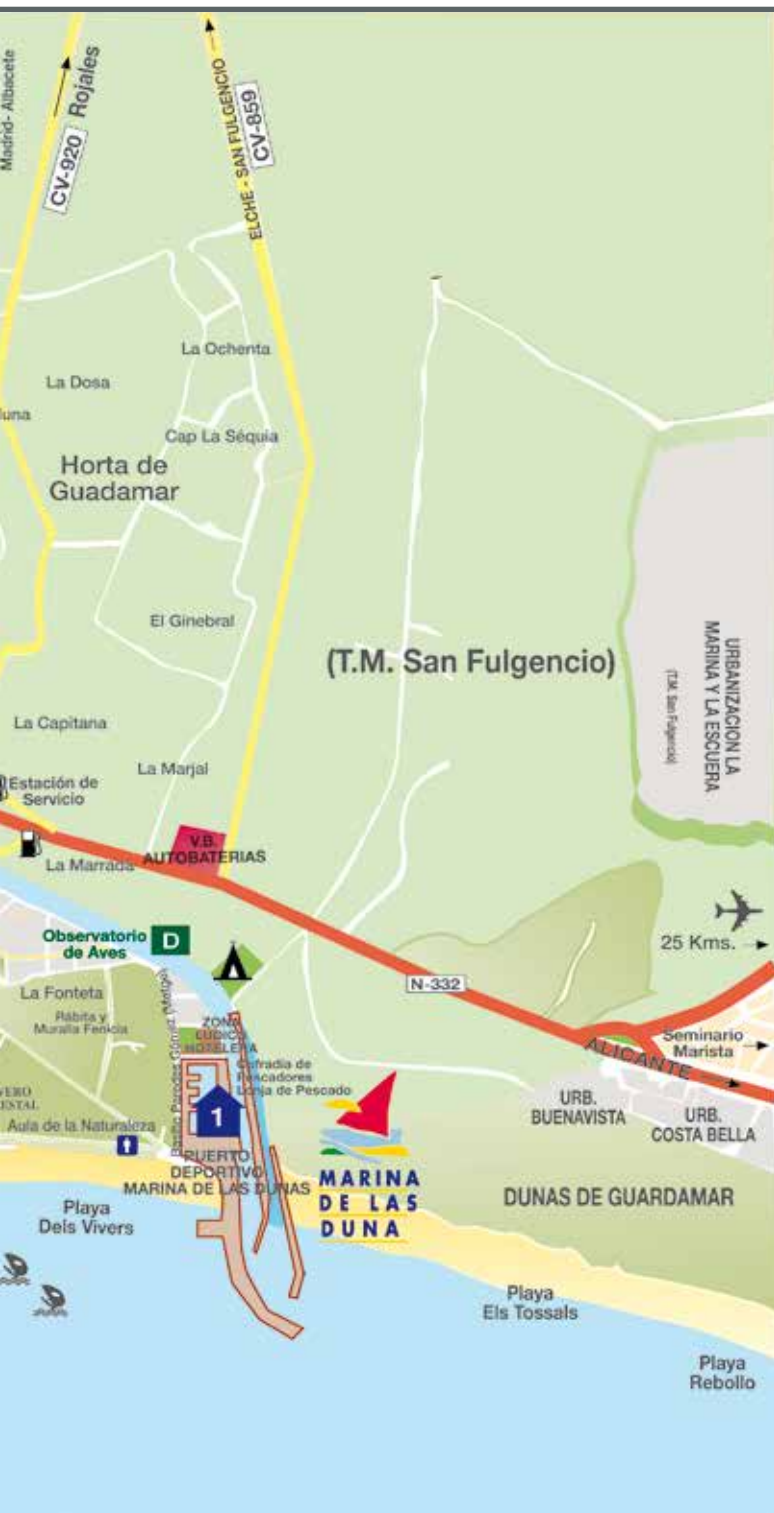 Madrid- Albacete
CV-920 Rojales
ELCHE - SAN FULGENCIO
CV-859
La Ochenta
La Dosa
Cap La Séquia
Horta de
Guadamar
El Ginebral
(T.M. San Fulgencio)
URBANIZACION LA
MARINA Y LA ESCUERA
(T.M. San Fulgencio)
La Capitana
La Marjal
Estación de
Servicio
V.B.
AUTOBATERIAS
La Marrada
Observatorio
de Aves
D
25 Kms.
N-332
La Fonteta
Rábita y
Muralla Fenicia
ZONA
LUDICO
HOTELERA
Cofradia de
Pescadores
Lonja de Pescado
ALICANTE
Seminario
Marista
URB.
BUENAVISTA
URB.
COSTA BELLA
Aula de la Naturaleza
1
PUERTO
DEPORTIVO
MARINA DE LAS DUNAS
MARINA
DE LAS
DUNA
DUNAS DE GUARDAMAR
Playa
Dels Vivers
Playa
Els Tossals
Playa
Rebollo